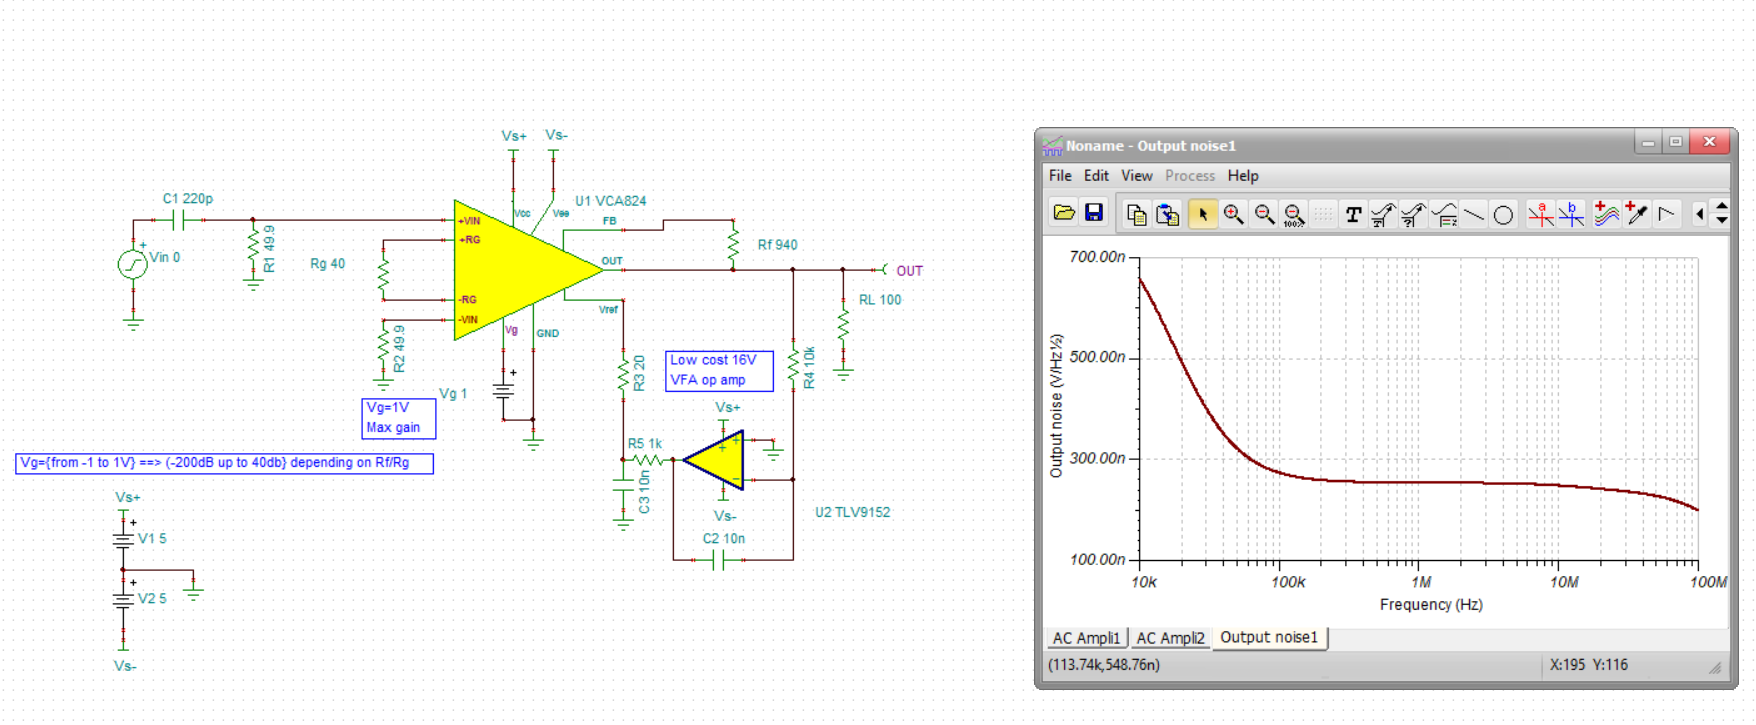 Vs+
Vs-
C1 220p
U1 VCA824
+VIN
Vcc
Vee
FB
+RG
Vin 0
+
R1 49.9
Rg 40
Rf 940
OUT
OUT
-RG
Vref
RL 100
-VIN
Vg
GND
R2 49.9
R3 20
Low cost 16V
VFA op amp
R4 10k
Vg 1
+
Vg=1V
Max gain
Vs+
R5 1k
+
+
-
Vg={from -1 to 1V} ==> (-200dB up to 40db} depending on Rf/Rg
C3 10n
Vs-
U2 TLV9152
C2 10n
Vs+
+
V1 5
+
V2 5
Vs-
Noname - Output noise1
File Edit View Process Help
100%
T
a
b
700.00n
500.00n
300.00n
100.00n
Output noise (V/Hz½)
10k 100k 1M 10M 100M
Frequency (Hz)
AC Ampli1 AC Ampli2 Output noise1
(113.74k,548.76n) X:195 Y:116